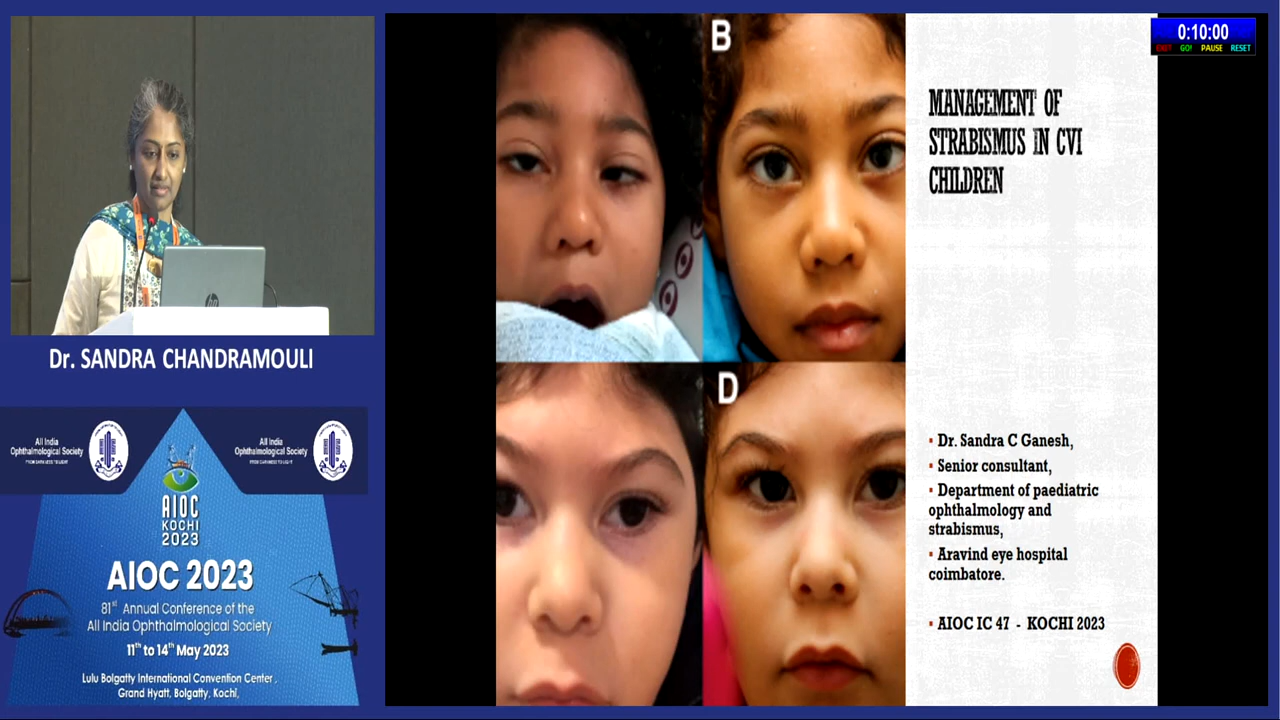 0:10:00
EXIT GO! PAUSE RESET
B
MANAGEMENT OF
STRABISMUS IN CVI
CHILDREN
D
▪ Dr. Sandra C Ganesh,
▪ Senior consultant,
▪ Department of paediatric
ophthalmology and
strabismus,
▪ Aravind eye hospital
coimbatore.
▪ AIOC IC 47 - KOCHI 2023
hp
Dr. SANDRA CHANDRAMOULI
All India
Ophthalmological Society
All India
Ophthalmological Society
AIOC
KOCHI
2023
AIOC 2023
81st Annual Conference of the
All India Ophthalmological Society
11th to 14th May 2023
Lulu Bolgatty International Convention Center,
Grand Hyatt, Bolgatty, Kochi,